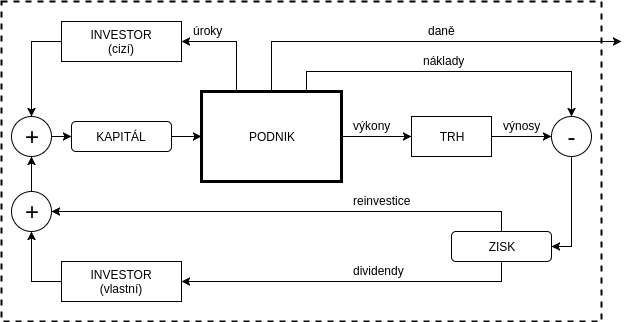 INVESTOR
(cizí)
úroky
daně
náklady
+
KAPITÁL
PODNIK
výkony
TRH
výnosy
-
+
reinvestice
ZISK
INVESTOR
(vlastní)
dividendy